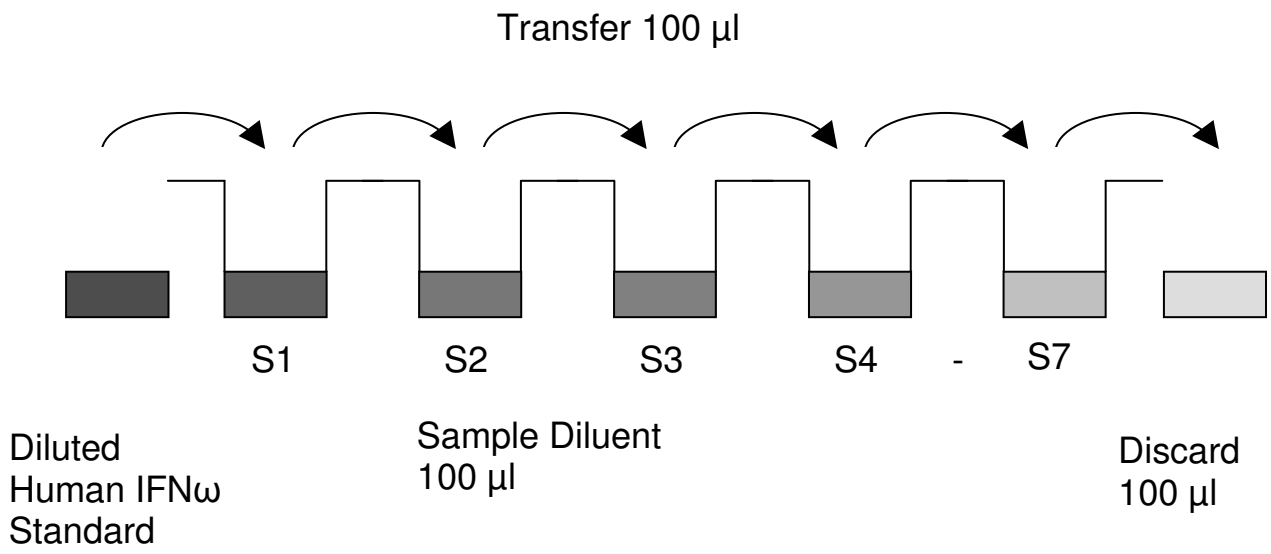 Transfer 100 µl
S1 S2 S3 S4 - S7
Diluted
Human IFNω
Standard
Sample Diluent
100 µl
Discard
100 µl